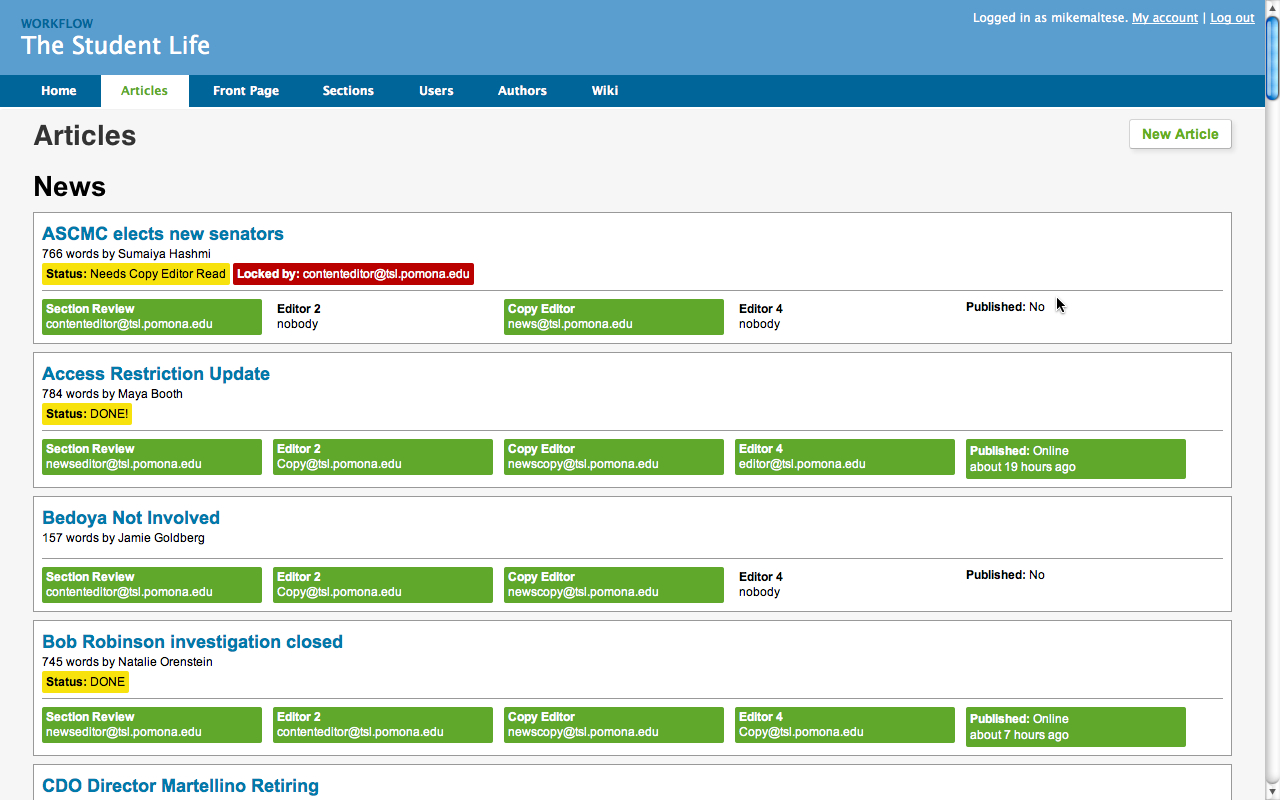 WORKFLOW
The Student Life
Logged in as mikemaltese. My account | Log out
Home Articles Front Page Sections Users Authors Wiki
Articles
New Article
News
ASCMC elects new senators
766 words by Sumaiya Hashmi
Status: Needs Copy Editor Read Locked by: contenteditor@tsl.pomona.edu
Section Review Editor 2 Copy Editor Editor 4 Published: No
contenteditor@tsl.pomona.edu nobody news@tsl.pomona.edu nobody
Access Restriction Update
784 words by Maya Booth
Status: DONE!
Section Review Editor 2 Copy Editor Editor 4 Published: Online
newseditor@tsl.pomona.edu Copy@tsl.pomona.edu newscopy@tsl.pomona.edu editor@tsl.pomona.edu about 19 hours ago
Bedoya Not Involved
157 words by Jamie Goldberg
Section Review Editor 2 Copy Editor Editor 4 Published: No
contenteditor@tsl.pomona.edu Copy@tsl.pomona.edu newscopy@tsl.pomona.edu nobody
Bob Robinson investigation closed
745 words by Natalie Orenstein
Status: DONE
Section Review Editor 2 Copy Editor Editor 4 Published: Online
newseditor@tsl.pomona.edu contenteditor@tsl.pomona.edu newscopy@tsl.pomona.edu Copy@tsl.pomona.edu about 7 hours ago
CDO Director Martellino Retiring